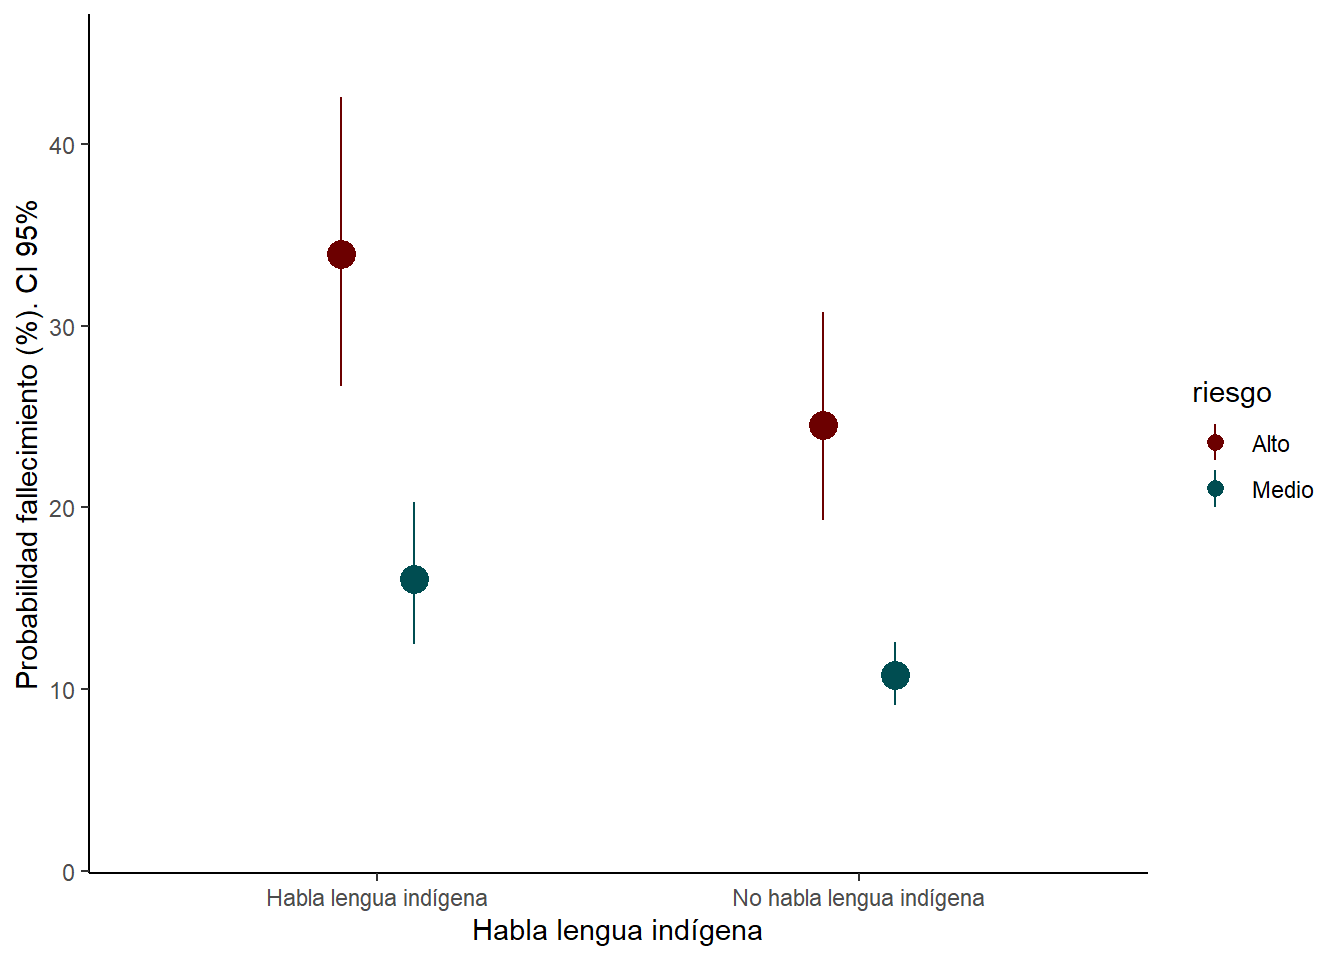 Probabilidad fallecimiento (%). CI 95%
40
30
20
10
0
Habla lengua indígena
No habla lengua indígena
Habla lengua indígena
riesgo
Alto
Medio